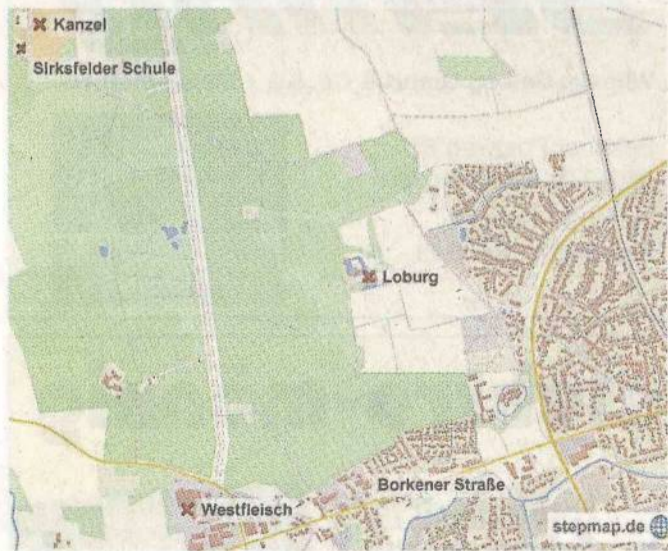 Kanzel
Sirksfelder Schule
Loburg
Borkener Straße
Westfleisch
stepmap.de